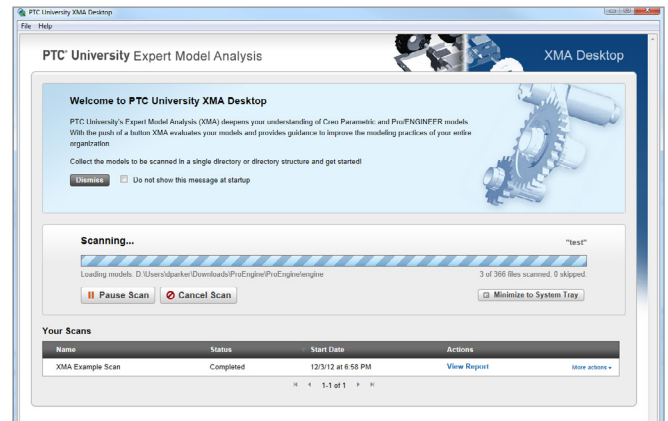 PTC University XMA Desktop
File Help
PTC® University Expert Model Analysis
XMA Desktop
Welcome to PTC University XMA Desktop
PTC University's Expert Model Analysis (XMA) deepens your understanding of Creo Parametric and Pro/ENGINEER models
With the push of a button XMA evaluates your models and provides guidance to improve the modeling practices of your entire
organization
Collect the models to be scanned in a single directory or directory structure and get started!
Dismiss Do not show this message at startup
Scanning... "test"
Loading models. D:\Users\dparker\Downloads\ProEngine\ProEngine\engine 3 of 366 files scanned. 0 skipped.
Pause Scan Cancel Scan Minimize to System Tray
Your Scans
Name Status Start Date Actions
XMA Example Scan Completed 12/3/12 at 6:58 PM View Report More actions
1-1 of 1